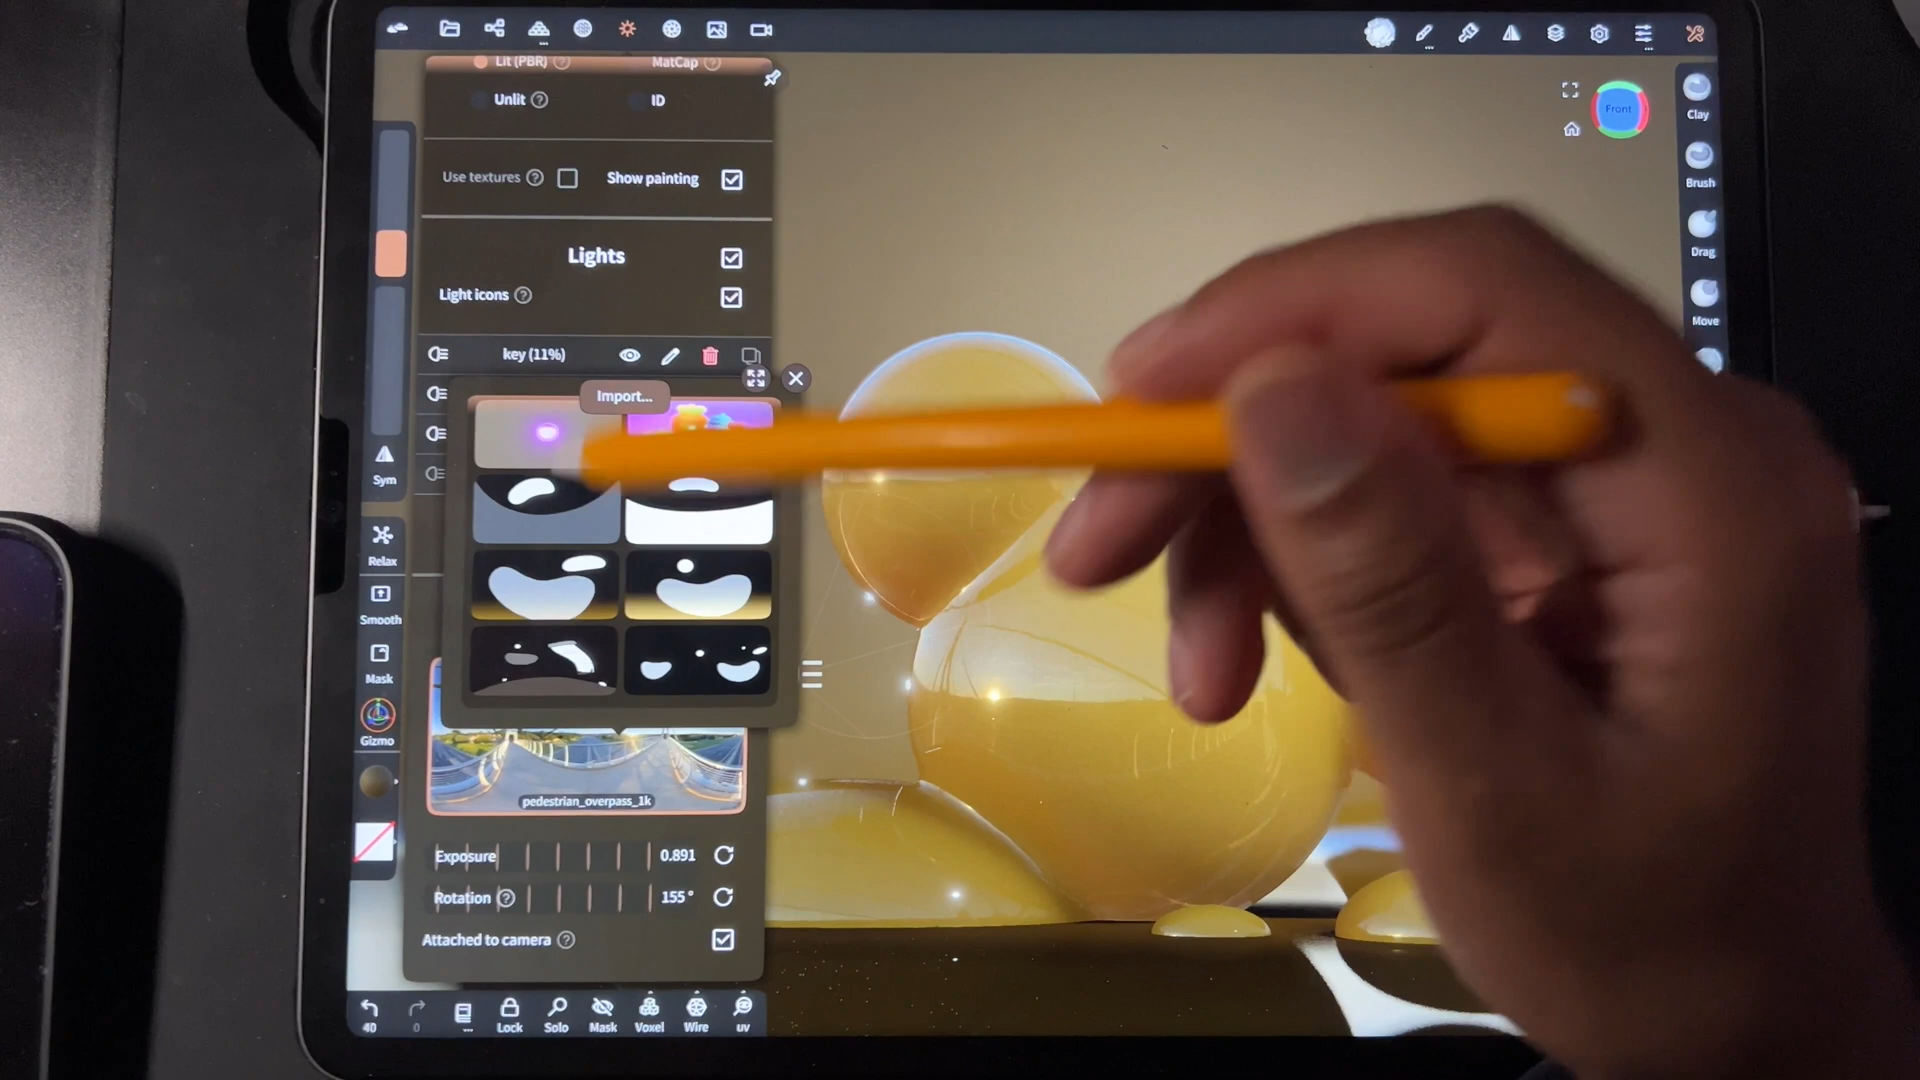 Lit (PBR) ?
MatCap ?
Unlit ?
ID
Use textures ?
Show painting
Lights
Light icons ?
key (11%)
Import...
pedestrian_overpass_1k
Exposure
0.891
Rotation ?
155°
Attached to camera ?
Sym
Relax
Smooth
Mask
Gizmo
40
0
Lock
Solo
Mask
Voxel
Wire
uv
Front
Clay
Brush
Drag
Move